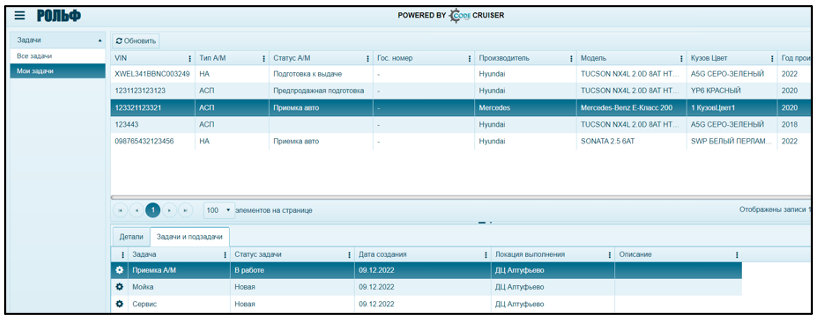 РОЛЬФ POWERED BY CODE CRUISER
Задачи
Все задачи
Мои задачи
Обновить
VIN Тип А/М Статус А/М Гос. номер Производитель Модель Кузов Цвет Год прои
XWEL341BBNC003249 НА Подготовка к выдаче - Hyundai TUCSON NX4L 2.0D 8AT HT... A5G СЕРО-ЗЕЛЕНЫЙ 2022
1231123123123 АСП Предпродажная подготовка - Hyundai TUCSON NX4L 2.0D 8AT HT... YP6 КРАСНЫЙ 2020
123321123321 АСП Приемка авто - Mercedes Mercedes-Benz E-Класс 200 1 КузовЦвет1 2020
123443 АСП - Hyundai TUCSON NX4L 2.0D 8AT HT... A5G СЕРО-ЗЕЛЕНЫЙ 2018
098765432123456 НА Приемка авто - Hyundai SONATA 2.5 6AT SWP БЕЛЫЙ ПЕРЛАМ... 2022
1 100 элементов на странице Отображены записи 1
Детали Задачи и подзадачи
Задача Статус задачи Дата создания Локация выполнения Описание
Приемка А/М В работе 09.12.2022 ДЦ Алтуфьево
Мойка Новая 09.12.2022 ДЦ Алтуфьево
Сервис Новая 09.12.2022 ДЦ Алтуфьево